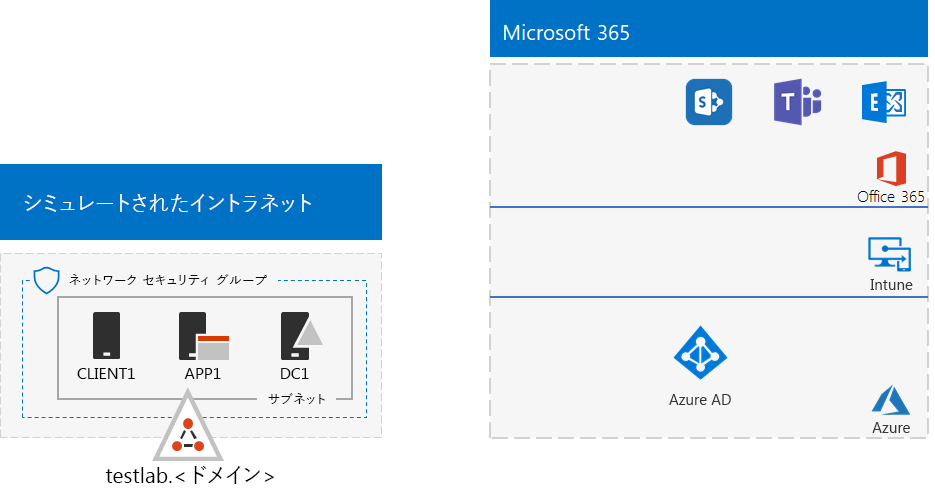 Microsoft 365
S
T
E
Office 365
シミュレートされたイントラネット
Intune
ネットワーク セキュリティ グループ
CLIENT1
APP1
DC1
サブネット
Azure AD
Azure
testlab.<ドメイン>